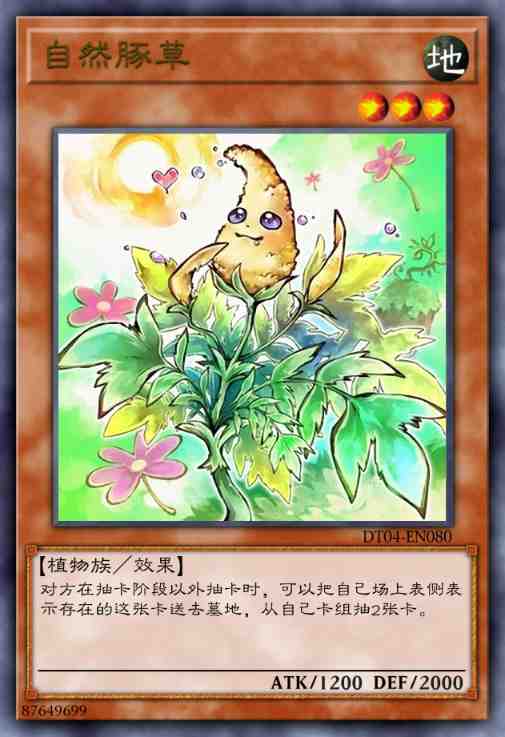 自然豚草
地
DT04-EN080
【植物族／效果】
对方在抽卡阶段以外抽卡时，可以把自己场上表侧表
示存在的这张卡送去墓地，从自己卡组抽2张卡。
ATK/1200 DEF/2000
87649699